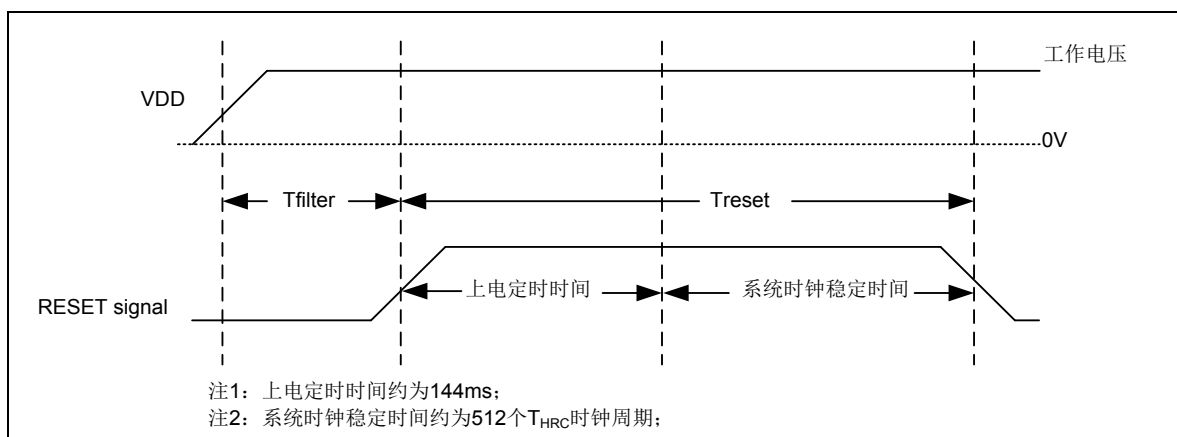 工作电压
VDD
0V
Tfilter
Treset
上电定时时间
系统时钟稳定时间
RESET signal
注1：上电定时时间约为144ms；
注2：系统时钟稳定时间约为512个THRC时钟周期；